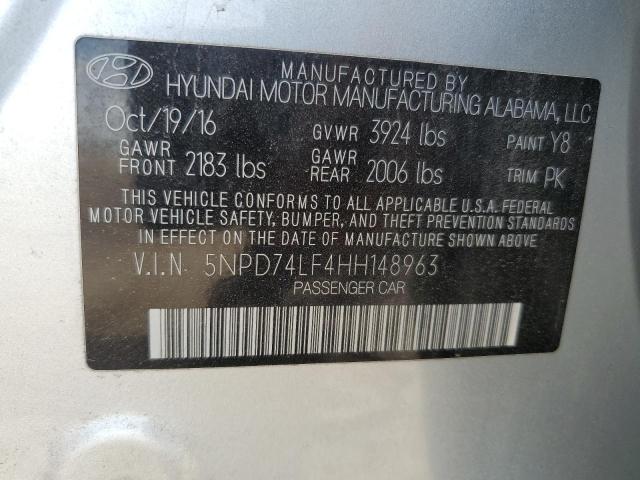 MANUFACTURED BY
HYUNDAI MOTOR MANUFACTURING ALABAMA, LLC
Oct/19/16 GVWR 3924 lbs PAINT Y8
GAWR FRONT 2183 lbs GAWR REAR 2006 lbs TRIM PK
THIS VEHICLE CONFORMS TO ALL APPLICABLE U.S.A. FEDERAL
MOTOR VEHICLE SAFETY, BUMPER, AND THEFT PREVENTION STANDARDS
IN EFFECT ON THE DATE OF MANUFACTURE SHOWN ABOVE
V.I.N 5NPD74LF4HH148963
PASSENGER CAR